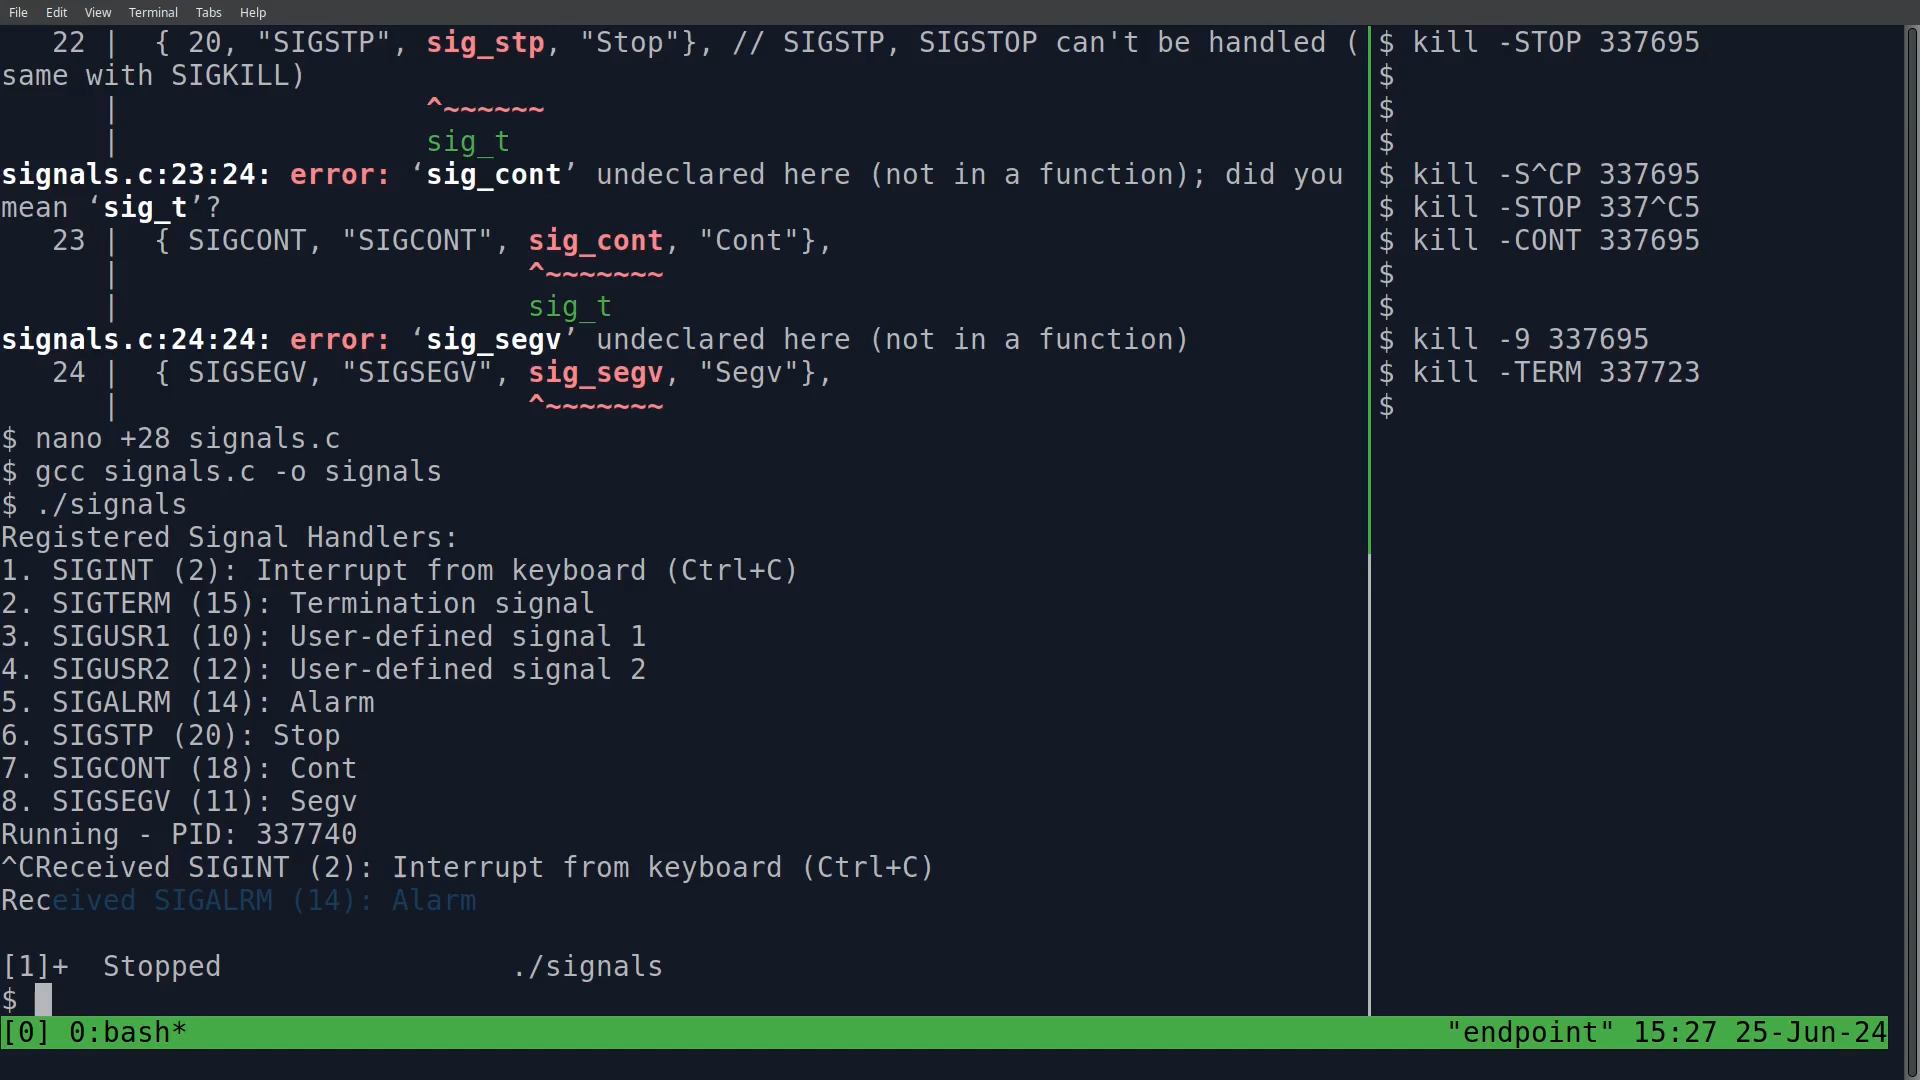 File Edit View Terminal Tabs Help
22 | { 20, "SIGSTP", sig_stp, "Stop"}, // SIGSTP, SIGSTOP can't be handled (
same with SIGKILL)
| ^~~~~~~
| sig_t
signals.c:23:24: error: ‘sig_cont’ undeclared here (not in a function); did you
mean ‘sig_t’?
23 | { SIGCONT, "SIGCONT", sig_cont, "Cont"},
| ^~~~~~~~
| sig_t
signals.c:24:24: error: ‘sig_segv’ undeclared here (not in a function)
24 | { SIGSEGV, "SIGSEGV", sig_segv, "Segv"},
| ^~~~~~~~
$ nano +28 signals.c
$ gcc signals.c -o signals
$ ./signals
Registered Signal Handlers:
1. SIGINT (2): Interrupt from keyboard (Ctrl+C)
2. SIGTERM (15): Termination signal
3. SIGUSR1 (10): User-defined signal 1
4. SIGUSR2 (12): User-defined signal 2
5. SIGALRM (14): Alarm
6. SIGSTP (20): Stop
7. SIGCONT (18): Cont
8. SIGSEGV (11): Segv
Running - PID: 337740
^CReceived SIGINT (2): Interrupt from keyboard (Ctrl+C)
Received SIGALRM (14): Alarm
[1]+ Stopped ./signals
$
$ kill -STOP 337695
$
$
$
$ kill -S^CP 337695
$ kill -STOP 337^C5
$ kill -CONT 337695
$
$
$ kill -9 337695
$ kill -TERM 337723
$
[0] 0:bash* "endpoint" 15:27 25-Jun-24